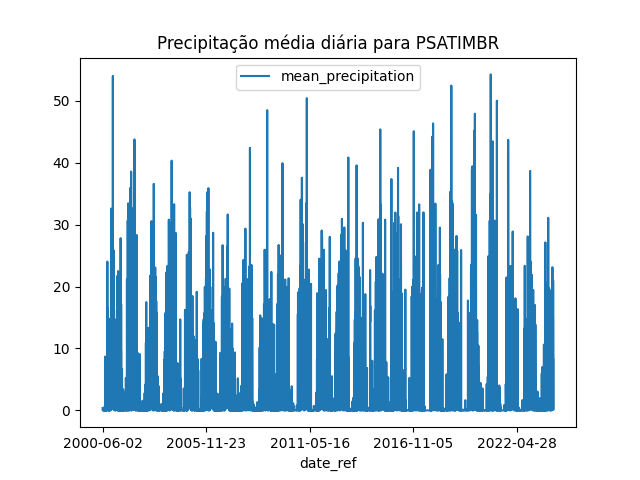 Precipitação média diária para PSATIMBR
mean_precipitation
50
40
30
20
10
0
2000-06-02 2005-11-23 2011-05-16 2016-11-05 2022-04-28
date_ref